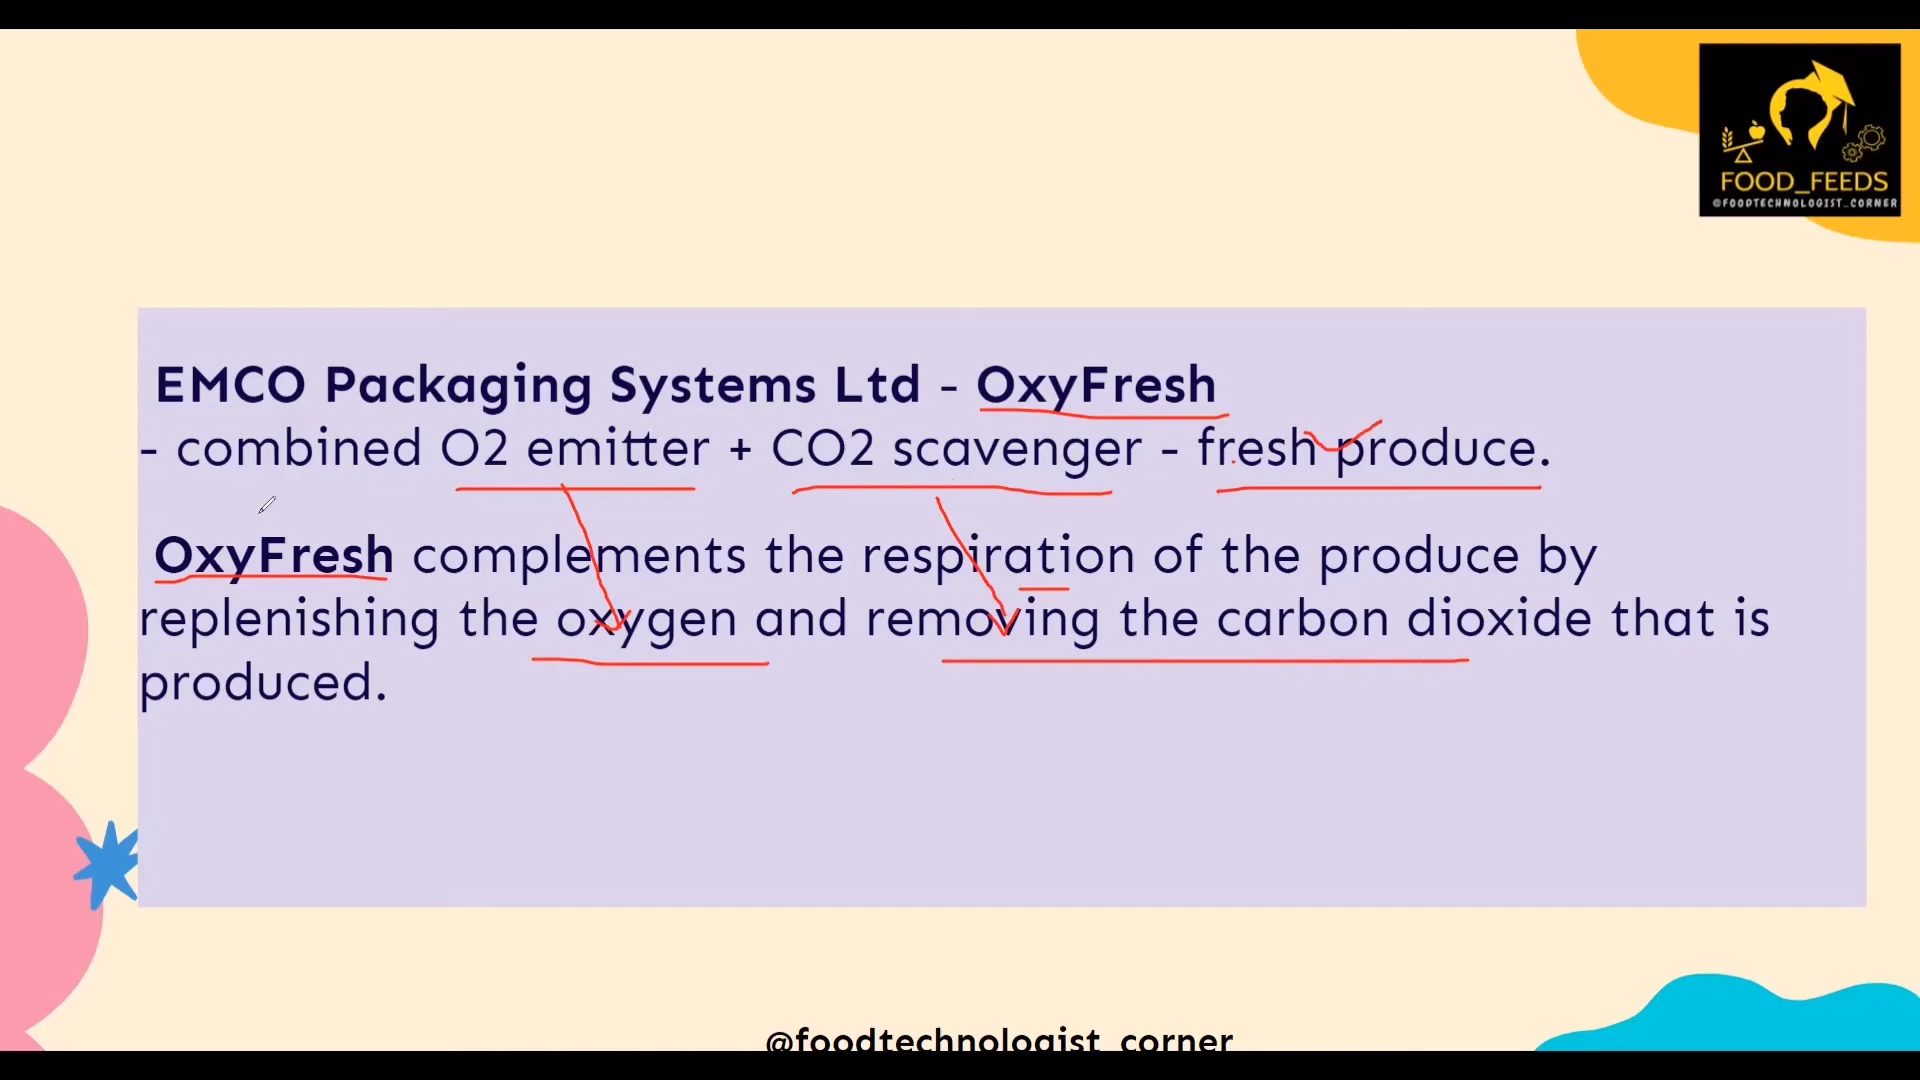 FOOD_FEEDS
@FOODTECHNOLOGIST_CORNER
EMCO Packaging Systems Ltd - OxyFresh
- combined O2 emitter + CO2 scavenger - fresh produce.
OxyFresh complements the respiration of the produce by
replenishing the oxygen and removing the carbon dioxide that is
produced.
@foodtechnologist_corner